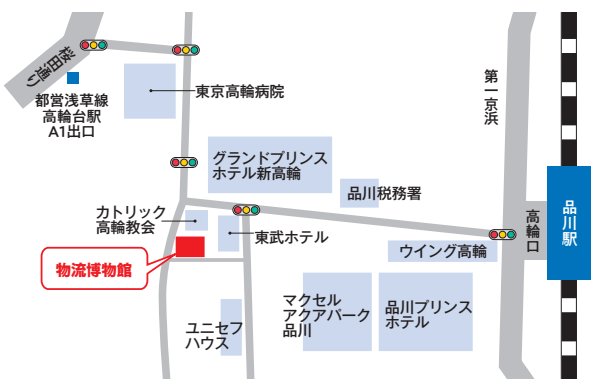 桜田通り
都営浅草線
高輪台駅
A1出口
東京高輪病院
第一京浜
グランドプリンス
ホテル新高輪
品川税務署
カトリック
高輪教会
東武ホテル
高輪口
品川駅
ウイング高輪
物流博物館
マクセル
アクアパーク
品川
品川プリンス
ホテル
ユニセフ
ハウス